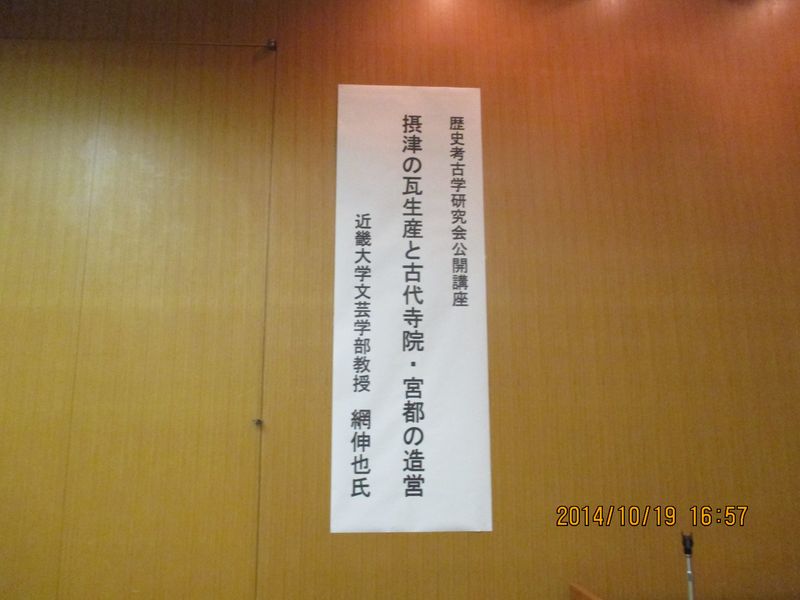 歴史考古学研究会公開講座
摂津の瓦生産と古代寺院・宮都の造営
近畿大学文芸学部教授　網伸也氏
2014/10/19 16:57